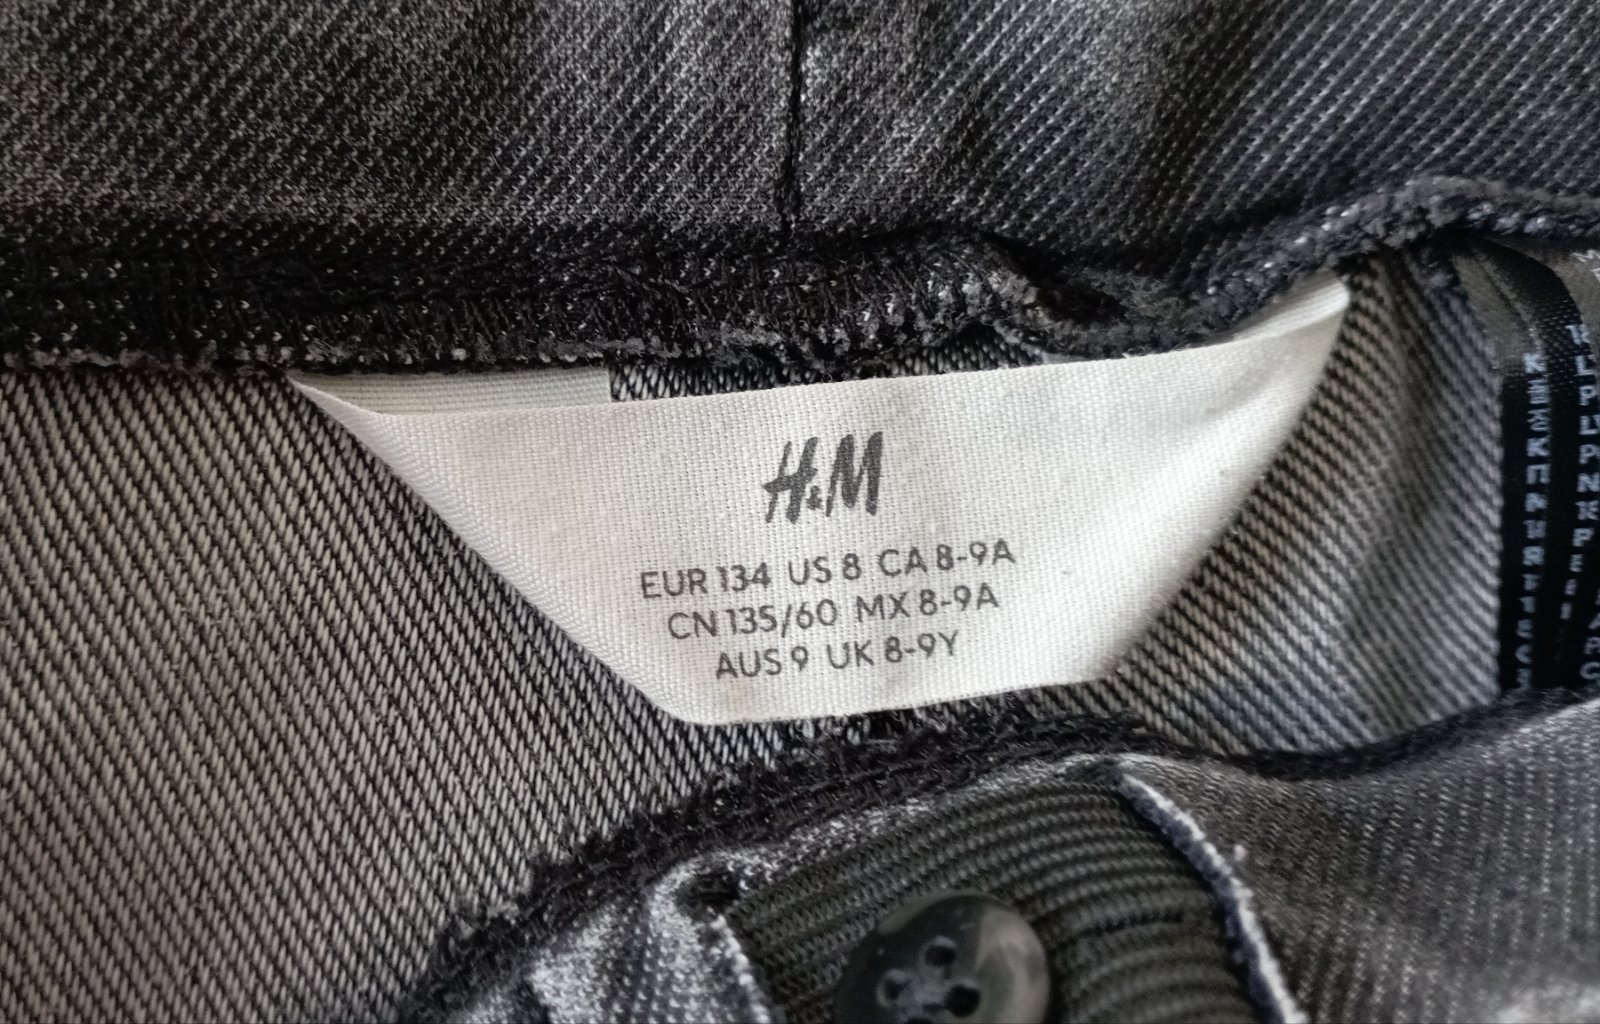 H&M
EUR 134 US 8 CA 8-9A
CN 135/60 MX 8-9A
AUS 9 UK 8-9Y